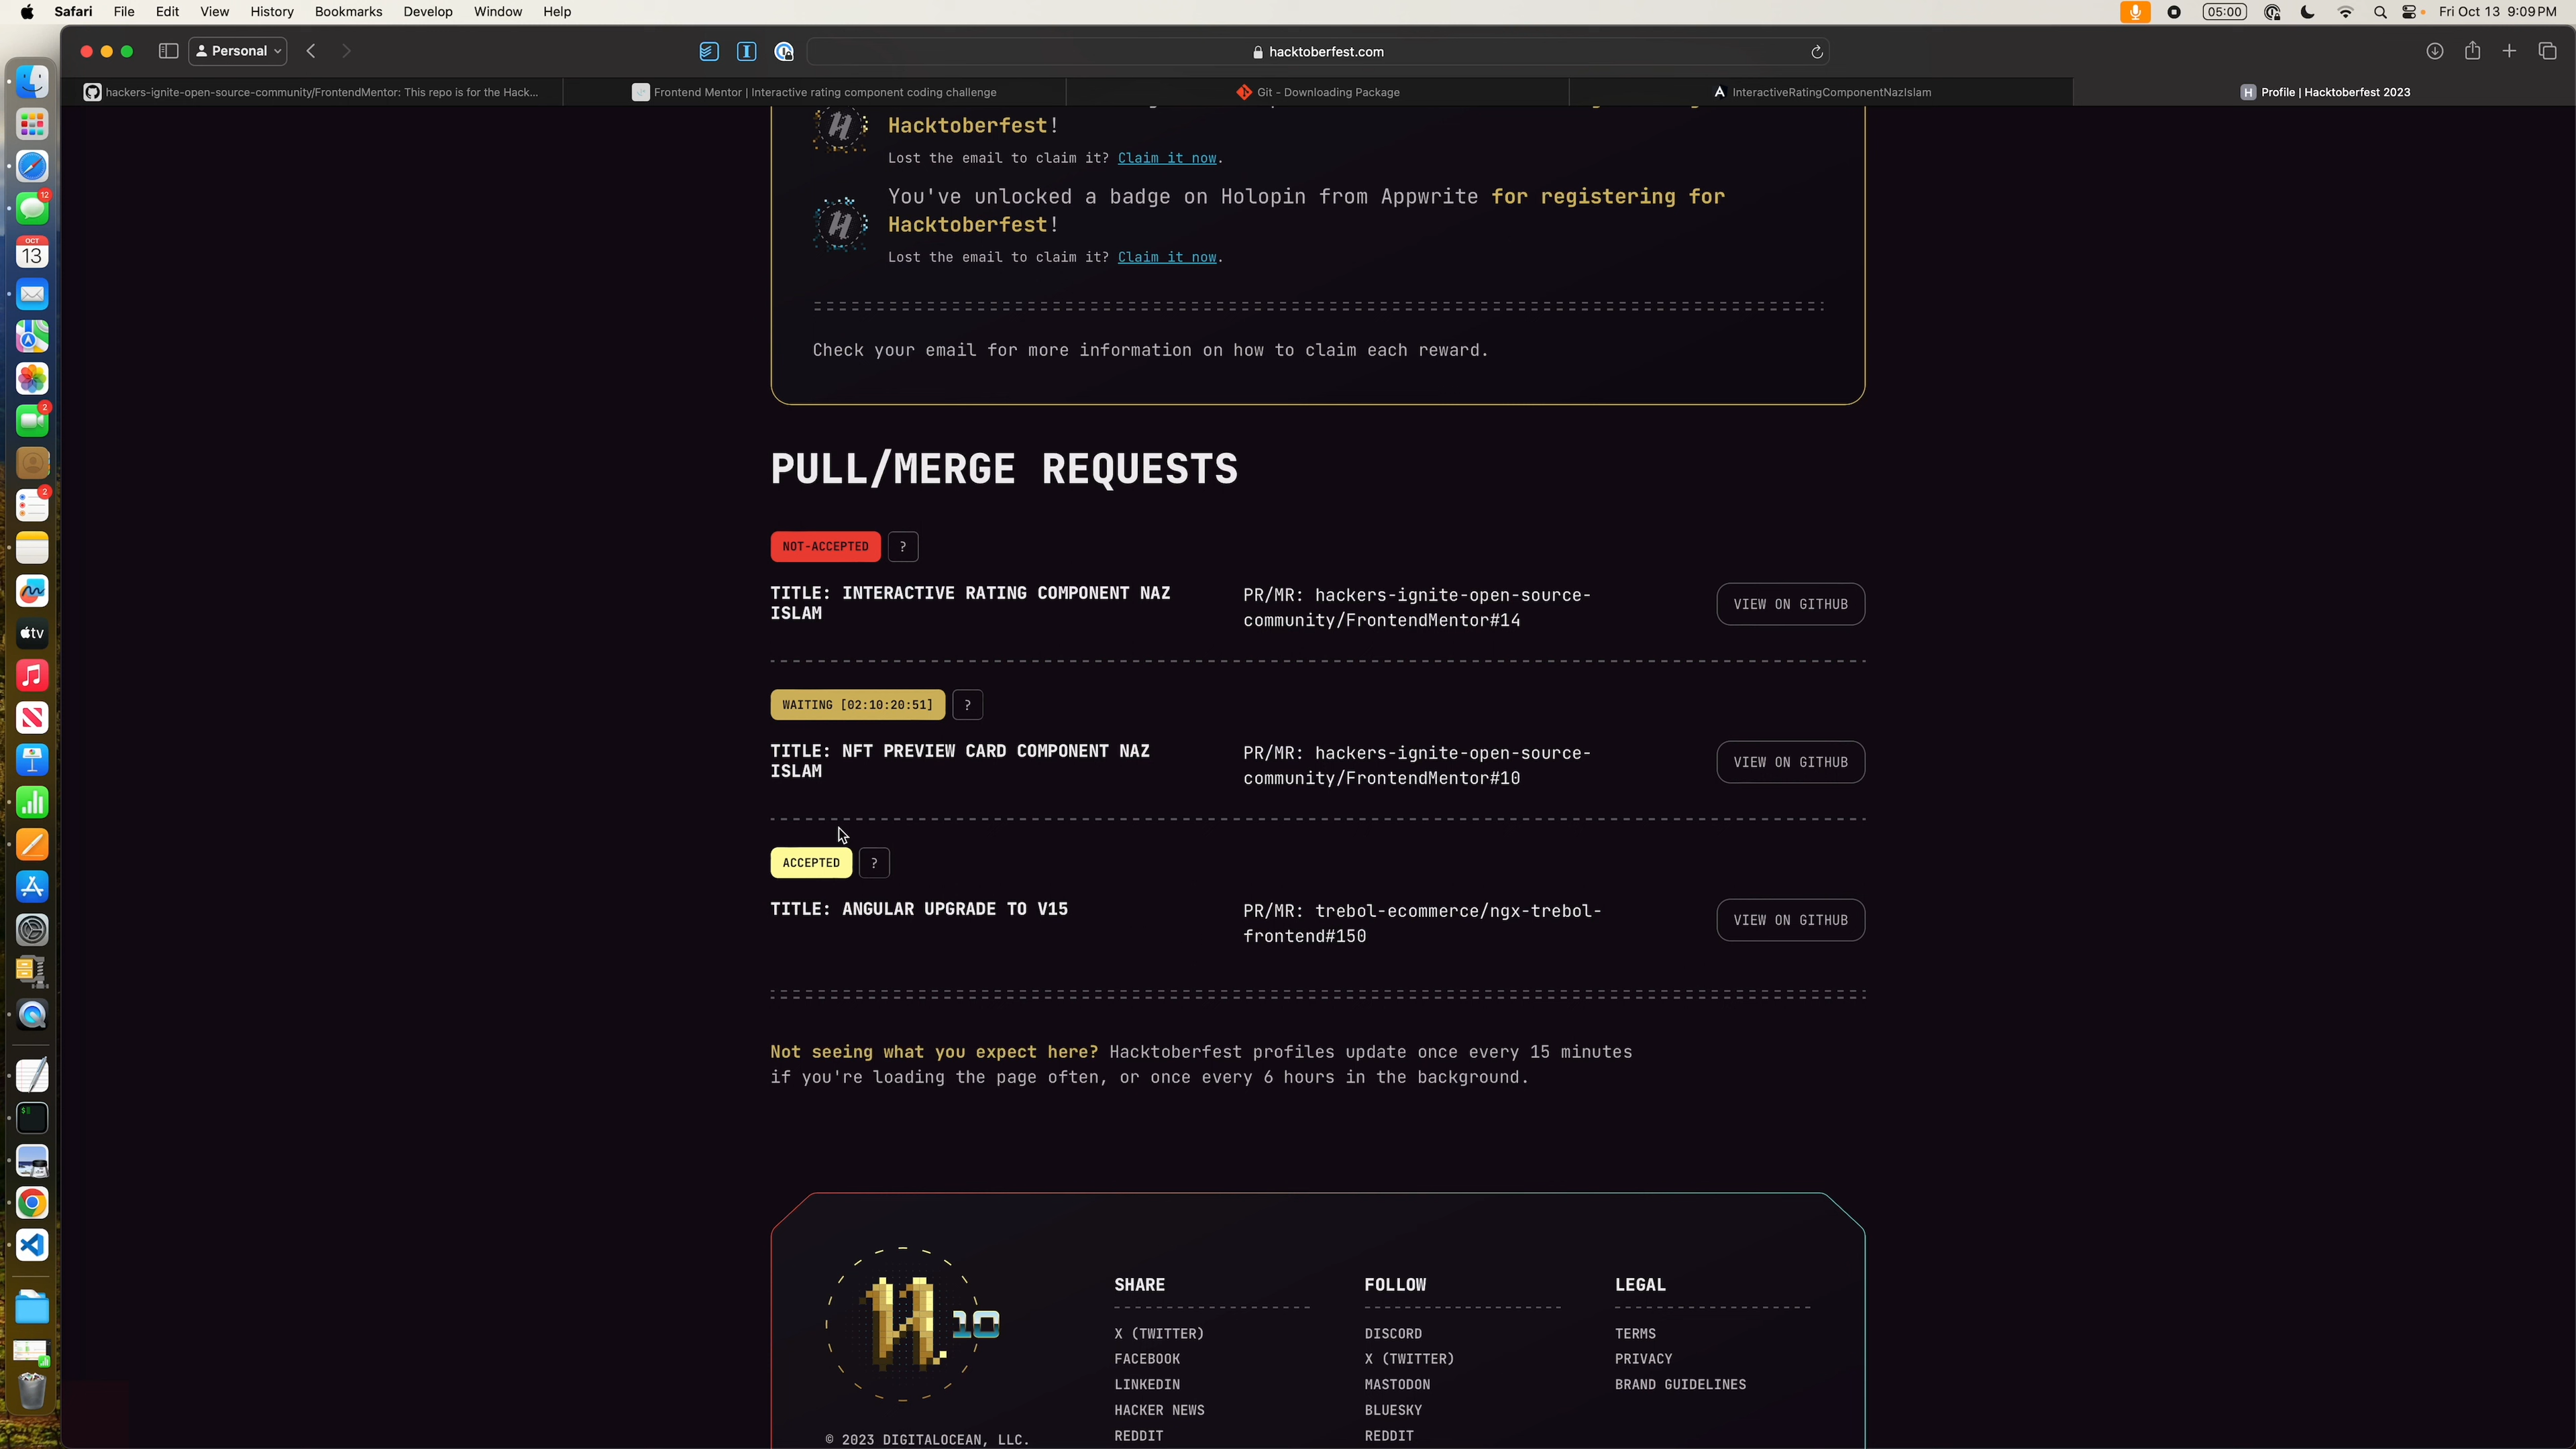 Safari File Edit View History Bookmarks Develop Window Help
05:00 Fri Oct 13 9:09 PM
Personal
hacktoberfest.com
hackers-ignite-open-source-community/FrontendMentor: This repo is for the Hack...
Frontend Mentor | Interactive rating component coding challenge
Git - Downloading Package
InteractiveRatingComponentNazIslam
Profile | Hacktoberfest 2023
12
OCT
13
2
2
tv
Hacktoberfest!
Lost the email to claim it? Claim it now.
You've unlocked a badge on Holopin from Appwrite for registering for
Hacktoberfest!
Lost the email to claim it? Claim it now.
Check your email for more information on how to claim each reward.
PULL/MERGE REQUESTS
NOT-ACCEPTED ?
TITLE: INTERACTIVE RATING COMPONENT NAZ
ISLAM
PR/MR: hackers-ignite-open-source-
community/FrontendMentor#14
VIEW ON GITHUB
WAITING [02:10:20:51] ?
TITLE: NFT PREVIEW CARD COMPONENT NAZ
ISLAM
PR/MR: hackers-ignite-open-source-
community/FrontendMentor#10
VIEW ON GITHUB
ACCEPTED ?
TITLE: ANGULAR UPGRADE TO V15
PR/MR: trebol-ecommerce/ngx-trebol-
frontend#150
VIEW ON GITHUB
Not seeing what you expect here? Hacktoberfest profiles update once every 15 minutes
if you're loading the page often, or once every 6 hours in the background.
10
© 2023 DIGITALOCEAN, LLC.
SHARE
X (TWITTER)
FACEBOOK
LINKEDIN
HACKER NEWS
REDDIT
FOLLOW
DISCORD
X (TWITTER)
MASTODON
BLUESKY
REDDIT
LEGAL
TERMS
PRIVACY
BRAND GUIDELINES